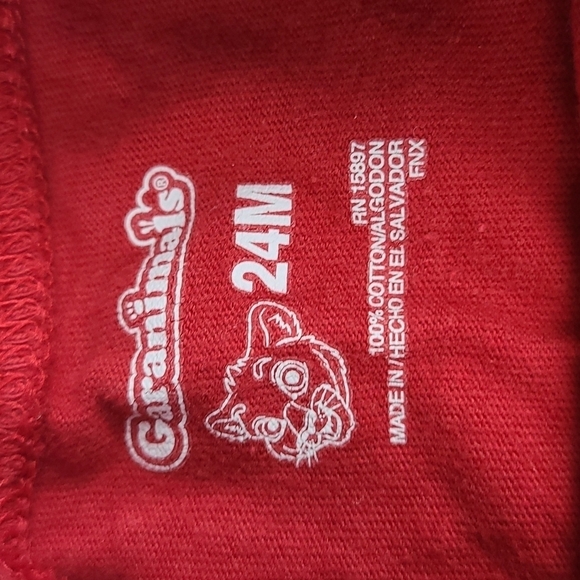 Garanimals®
24M
RN 15897
100% COTTON/ALGODON
MADE IN/HECHO EN EL SALVADOR
FNX